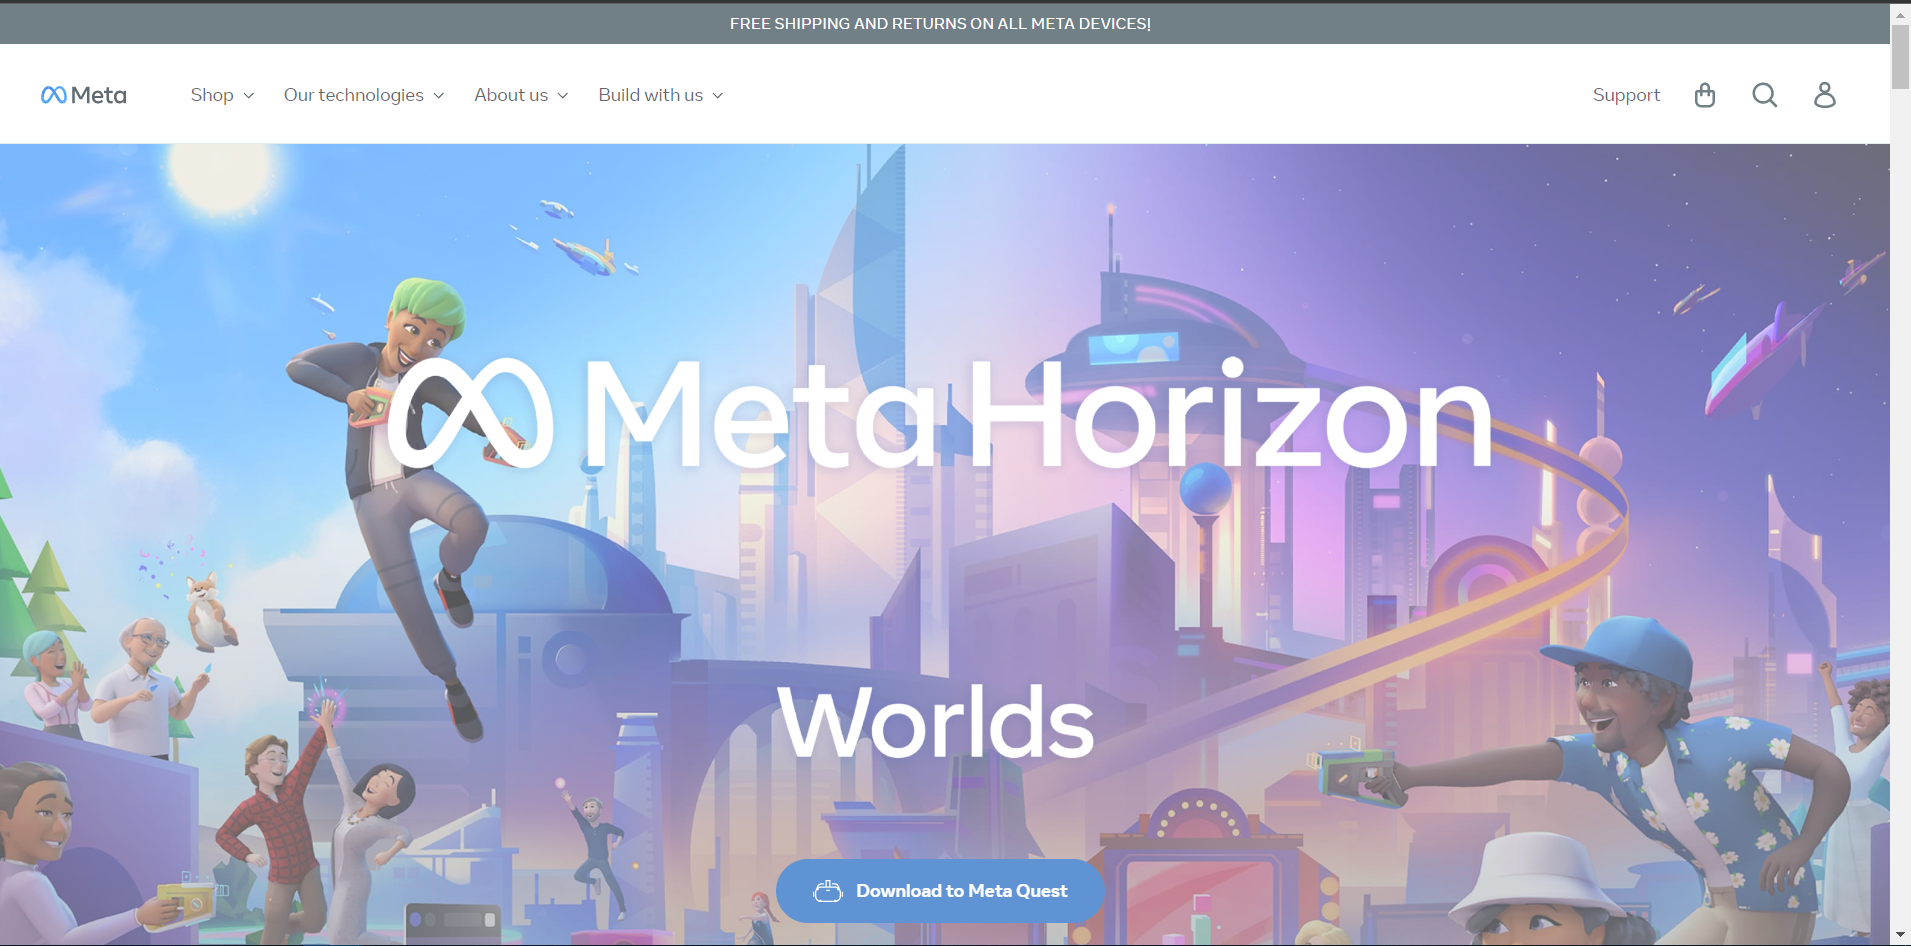 FREE SHIPPING AND RETURNS ON ALL META DEVICES!
Meta
Shop
Our technologies
About us
Build with us
Support
Meta Horizon
Worlds
Download to Meta Quest